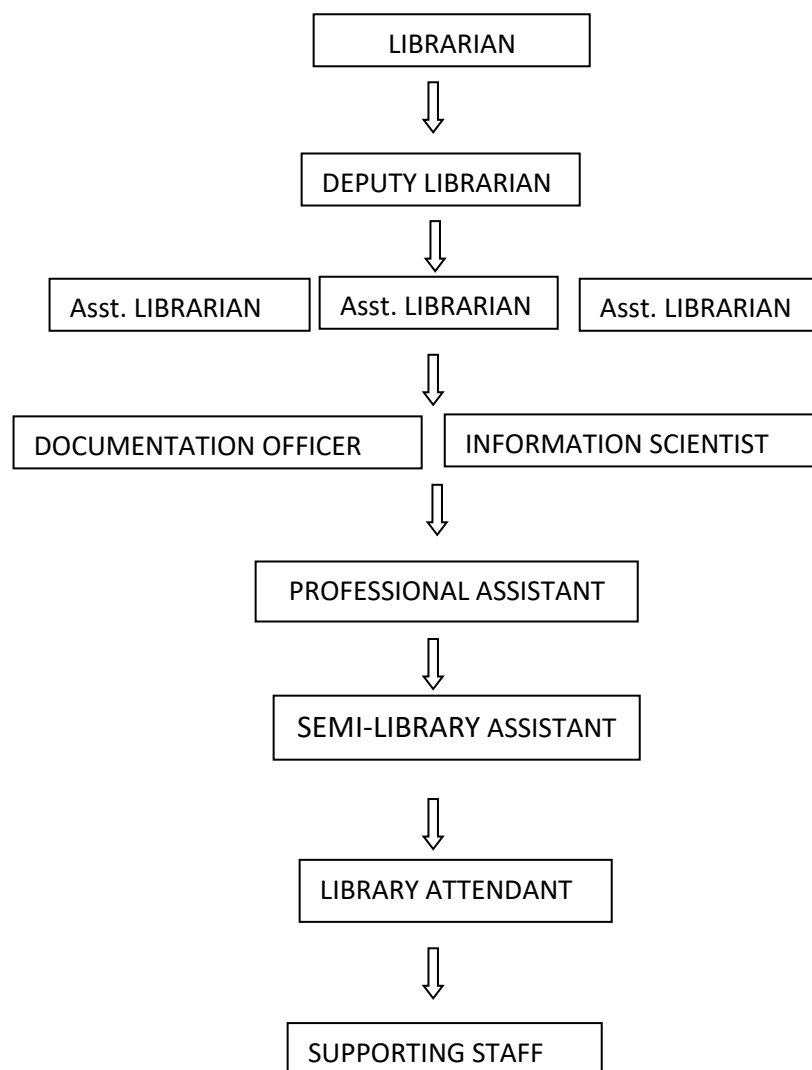 LIBRARIAN
DEPUTY LIBRARIAN
Asst. LIBRARIAN
Asst. LIBRARIAN
Asst. LIBRARIAN
DOCUMENTATION OFFICER
INFORMATION SCIENTIST
PROFESSIONAL ASSISTANT
SEMI-LIBRARY ASSISTANT
LIBRARY ATTENDANT
SUPPORTING STAFF